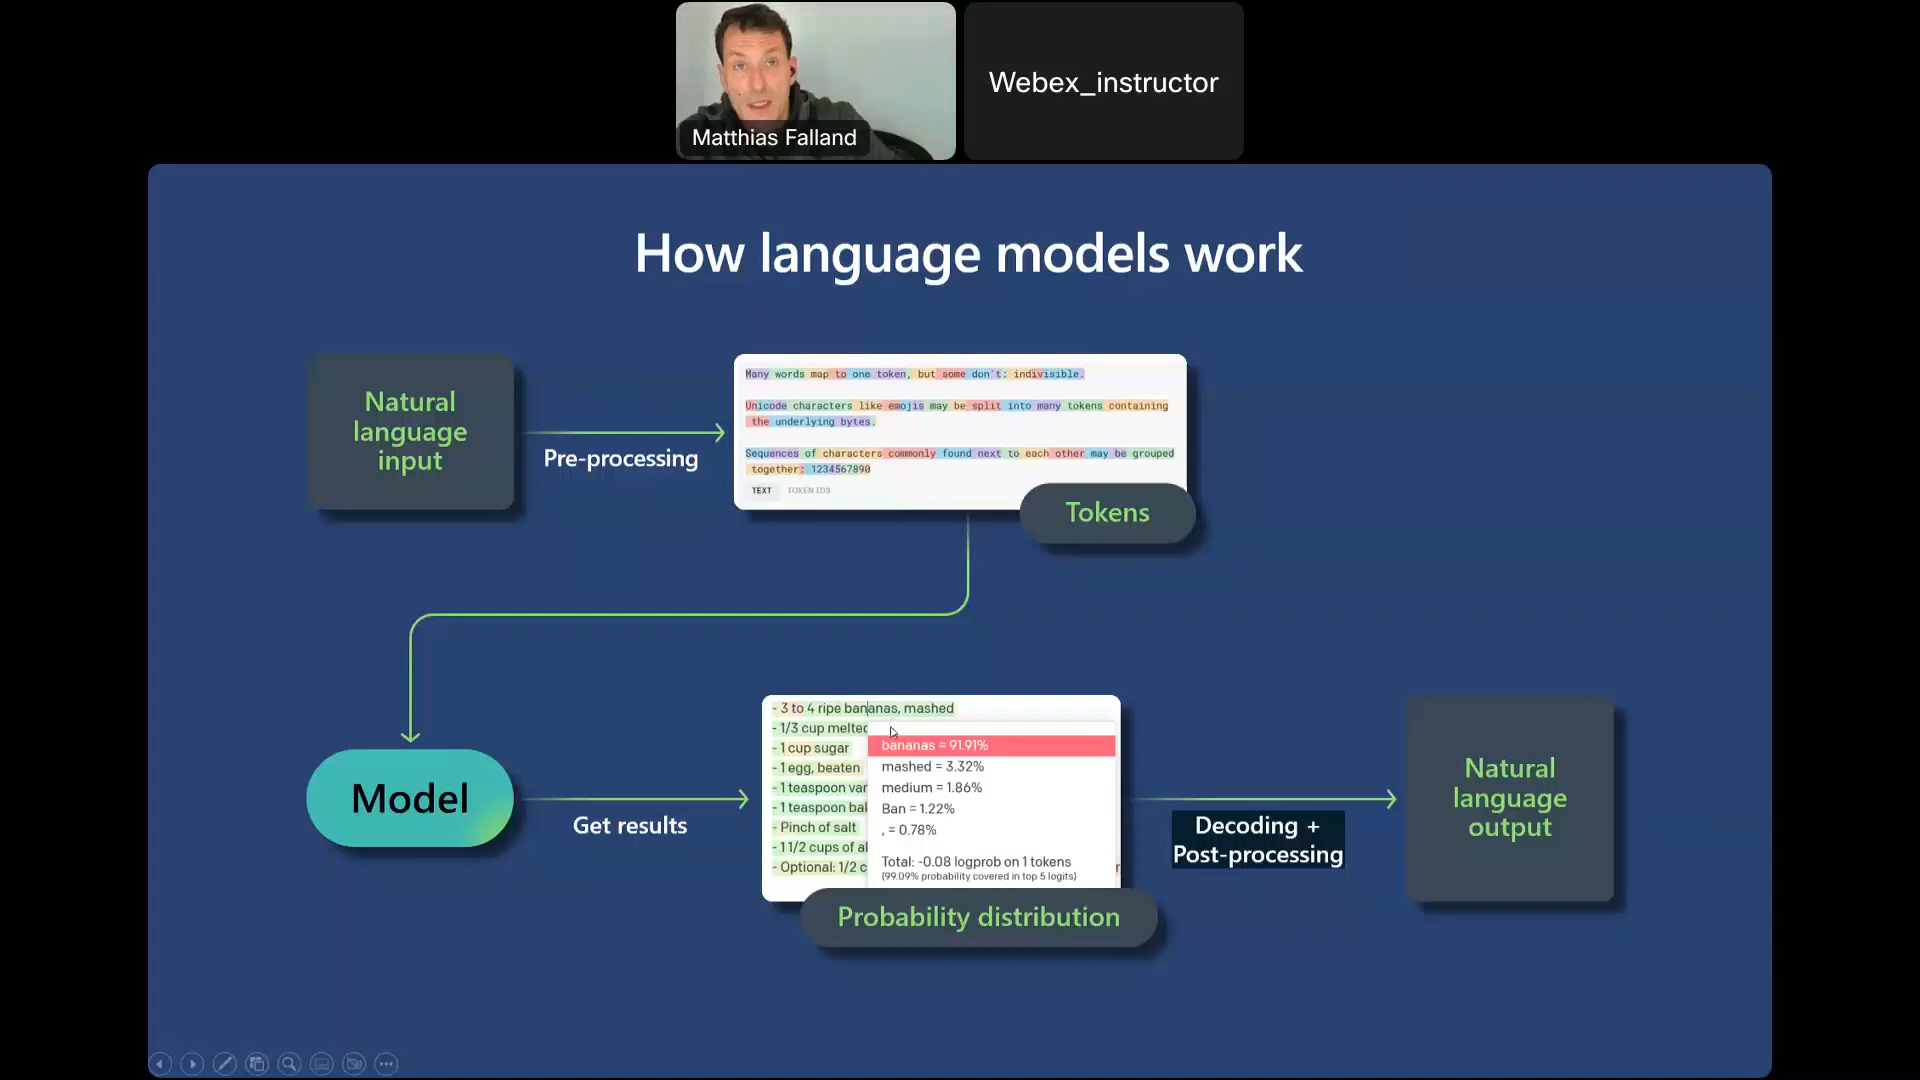 Matthias Falland
Webex_instructor
How language models work
Natural
language
input
Pre-processing
Many words map to one token, but some don't: indivisible.
Unicode characters like emojis may be split into many tokens containing
the underlying bytes.
Sequences of characters commonly found next to each other may be grouped
together: 1234567890
TEXT TOKEN IDS
Tokens
Model
Get results
- 3 to 4 ripe bananas, mashed
- 1/3 cup melted
- 1 cup sugar
- 1 egg, beaten
- 1 teaspoon van
- 1 teaspoon bak
- Pinch of salt
- 1 1/2 cups of al
- Optional: 1/2 c
bananas = 91.91%
mashed = 3.32%
medium = 1.86%
Ban = 1.22%
, = 0.78%
Total: -0.08 logprob on 1 tokens
(99.09% probability covered in top 5 logits)
Probability distribution
Decoding +
Post-processing
Natural
language
output